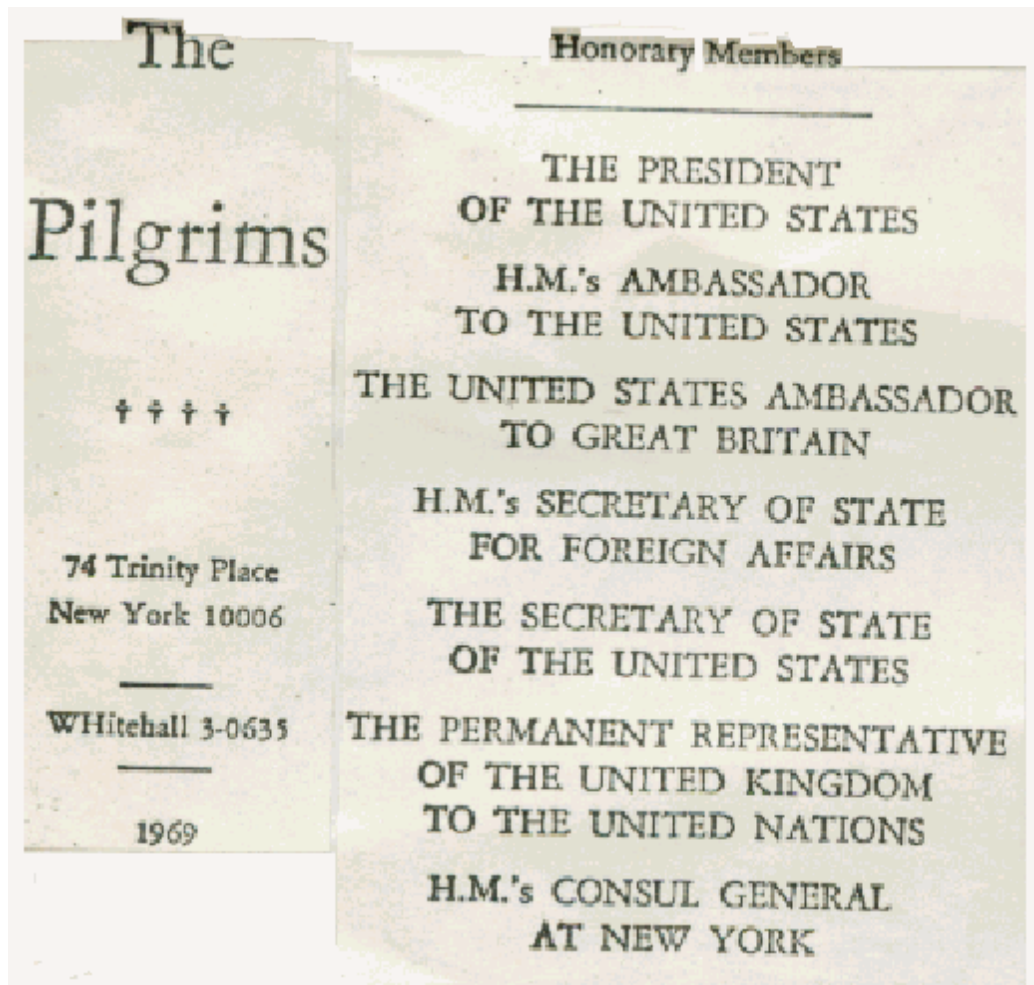 The
Pilgrims
† † † †
74 Trinity Place
New York 10006
WHitehall 3-0635
1969
Honorary Members
THE PRESIDENT
OF THE UNITED STATES
H.M.'s AMBASSADOR
TO THE UNITED STATES
THE UNITED STATES AMBASSADOR
TO GREAT BRITAIN
H.M.'s SECRETARY OF STATE
FOR FOREIGN AFFAIRS
THE SECRETARY OF STATE
OF THE UNITED STATES
THE PERMANENT REPRESENTATIVE
OF THE UNITED KINGDOM
TO THE UNITED NATIONS
H.M.'s CONSUL GENERAL
AT NEW YORK